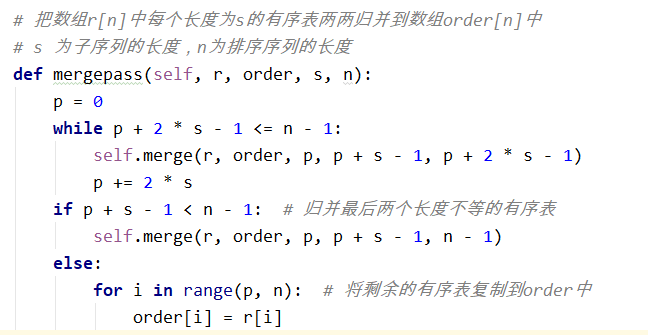 # 把数组r[n]中每个长度为s的有序表两两归并到数组order[n]中
# s 为子序列的长度，n为排序序列的长度
def mergepass(self, r, order, s, n):
    p = 0
    while p + 2 * s - 1 <= n - 1:
        self.merge(r, order, p, p + s - 1, p + 2 * s - 1)
        p += 2 * s
    if p + s - 1 < n - 1:  # 归并最后两个长度不等的有序表
        self.merge(r, order, p, p + s - 1, n - 1)
    else:
        for i in range(p, n):  # 将剩余的有序表复制到order中
            order[i] = r[i]